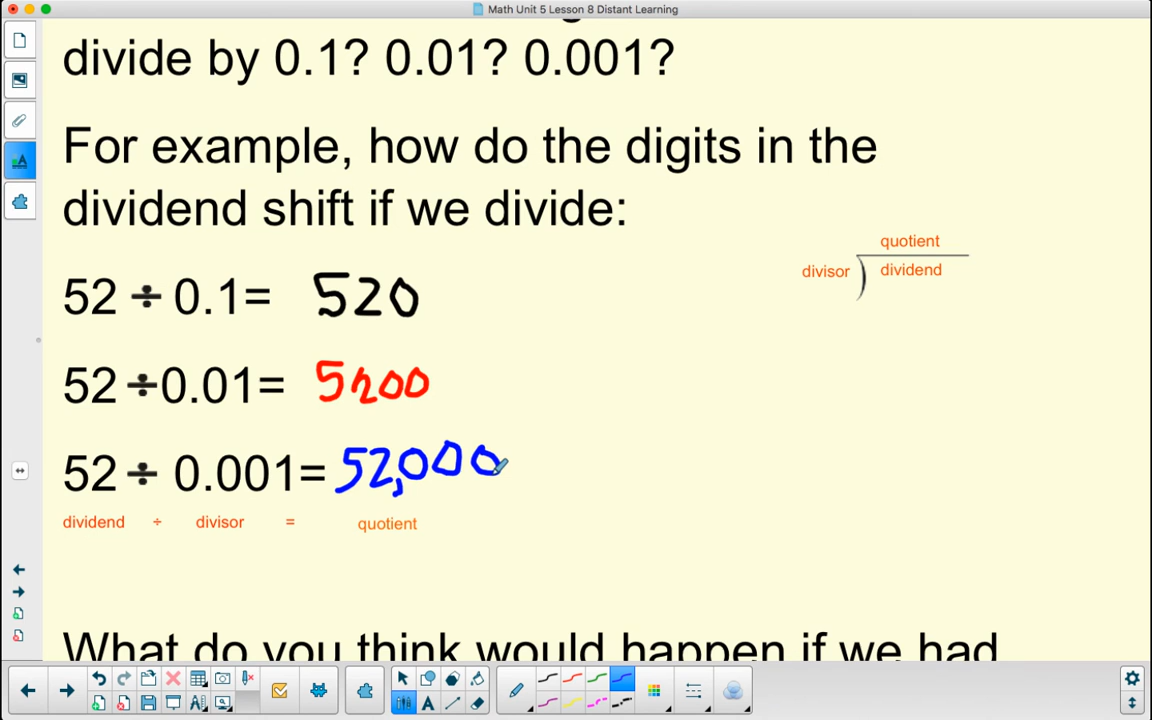 Math Unit 5 Lesson 8 Distant Learning
divide by 0.1? 0.01? 0.001?
For example, how do the digits in the
dividend shift if we divide:
quotient
divisor dividend
52 ÷ 0.1= 520
52 ÷0.01= 5200
52 ÷ 0.001= 52,000
dividend ÷ divisor = quotient
What do you think would happen if we had